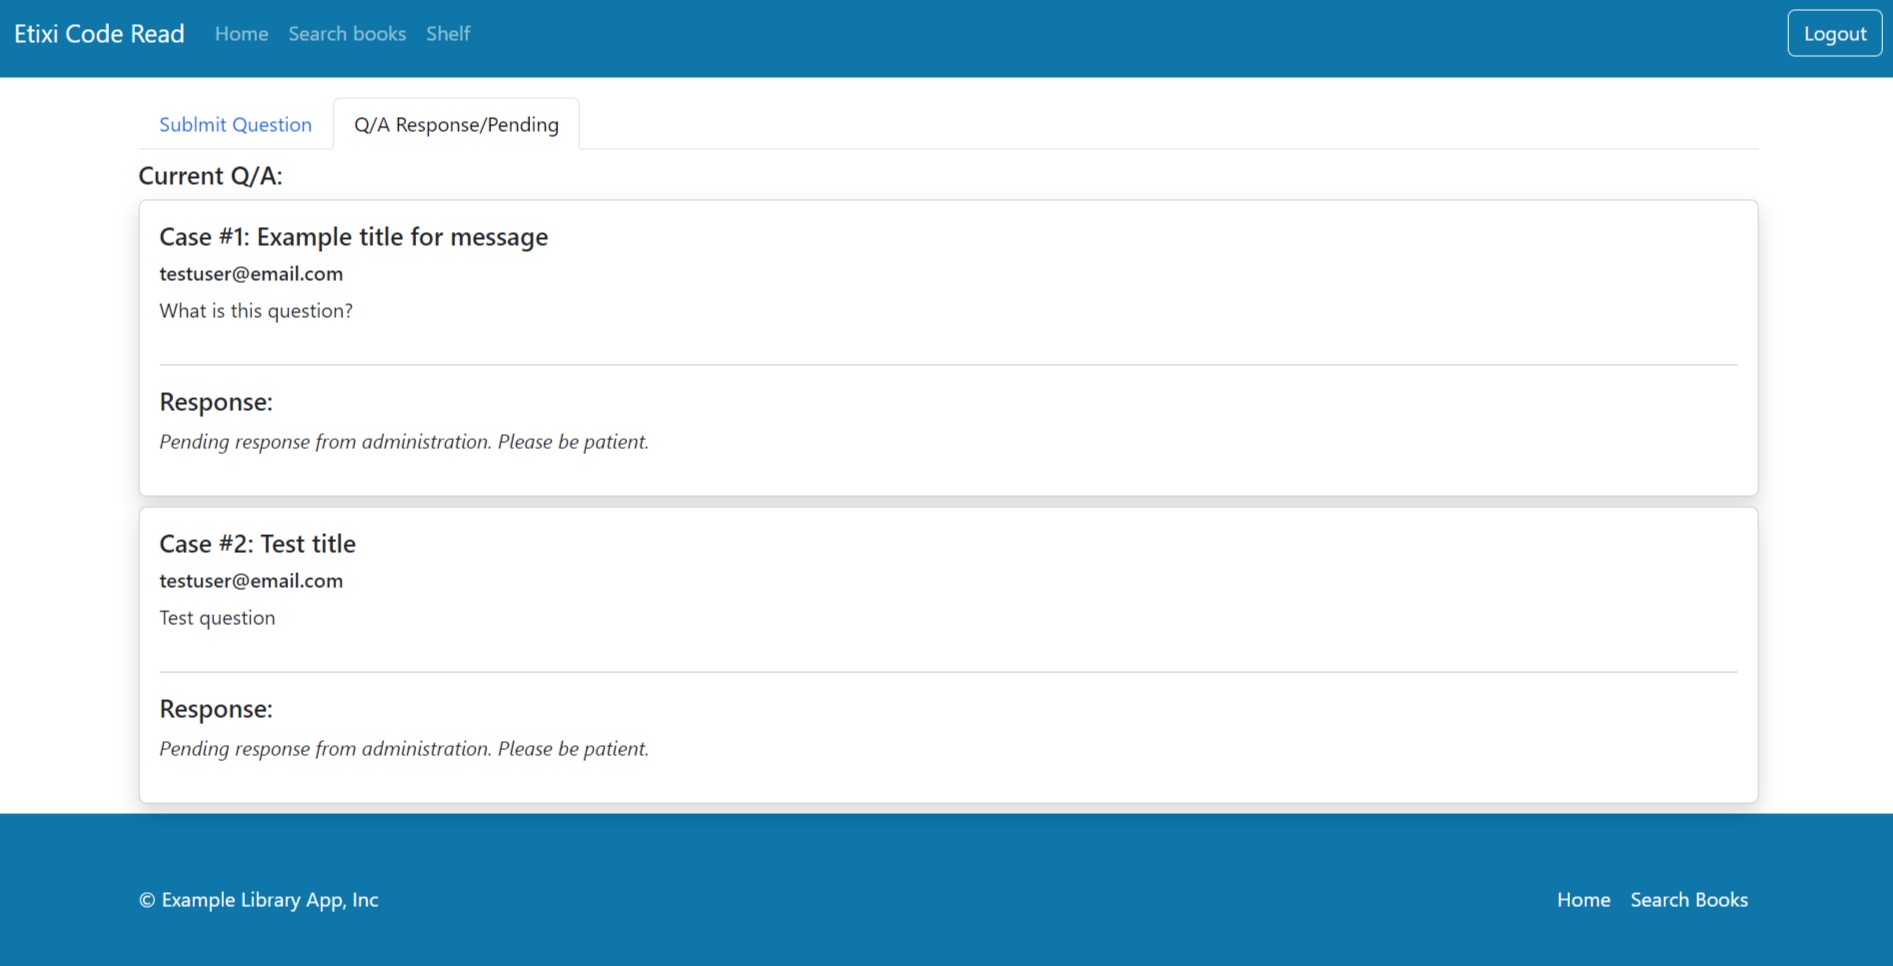 Etixi Code Read Home Search books Shelf Logout
Sublmit Question Q/A Response/Pending
Current Q/A:
Case #1: Example title for message
testuser@email.com
What is this question?
Response:
Pending response from administration. Please be patient.
Case #2: Test title
testuser@email.com
Test question
Response:
Pending response from administration. Please be patient.
© Example Library App, Inc Home Search Books